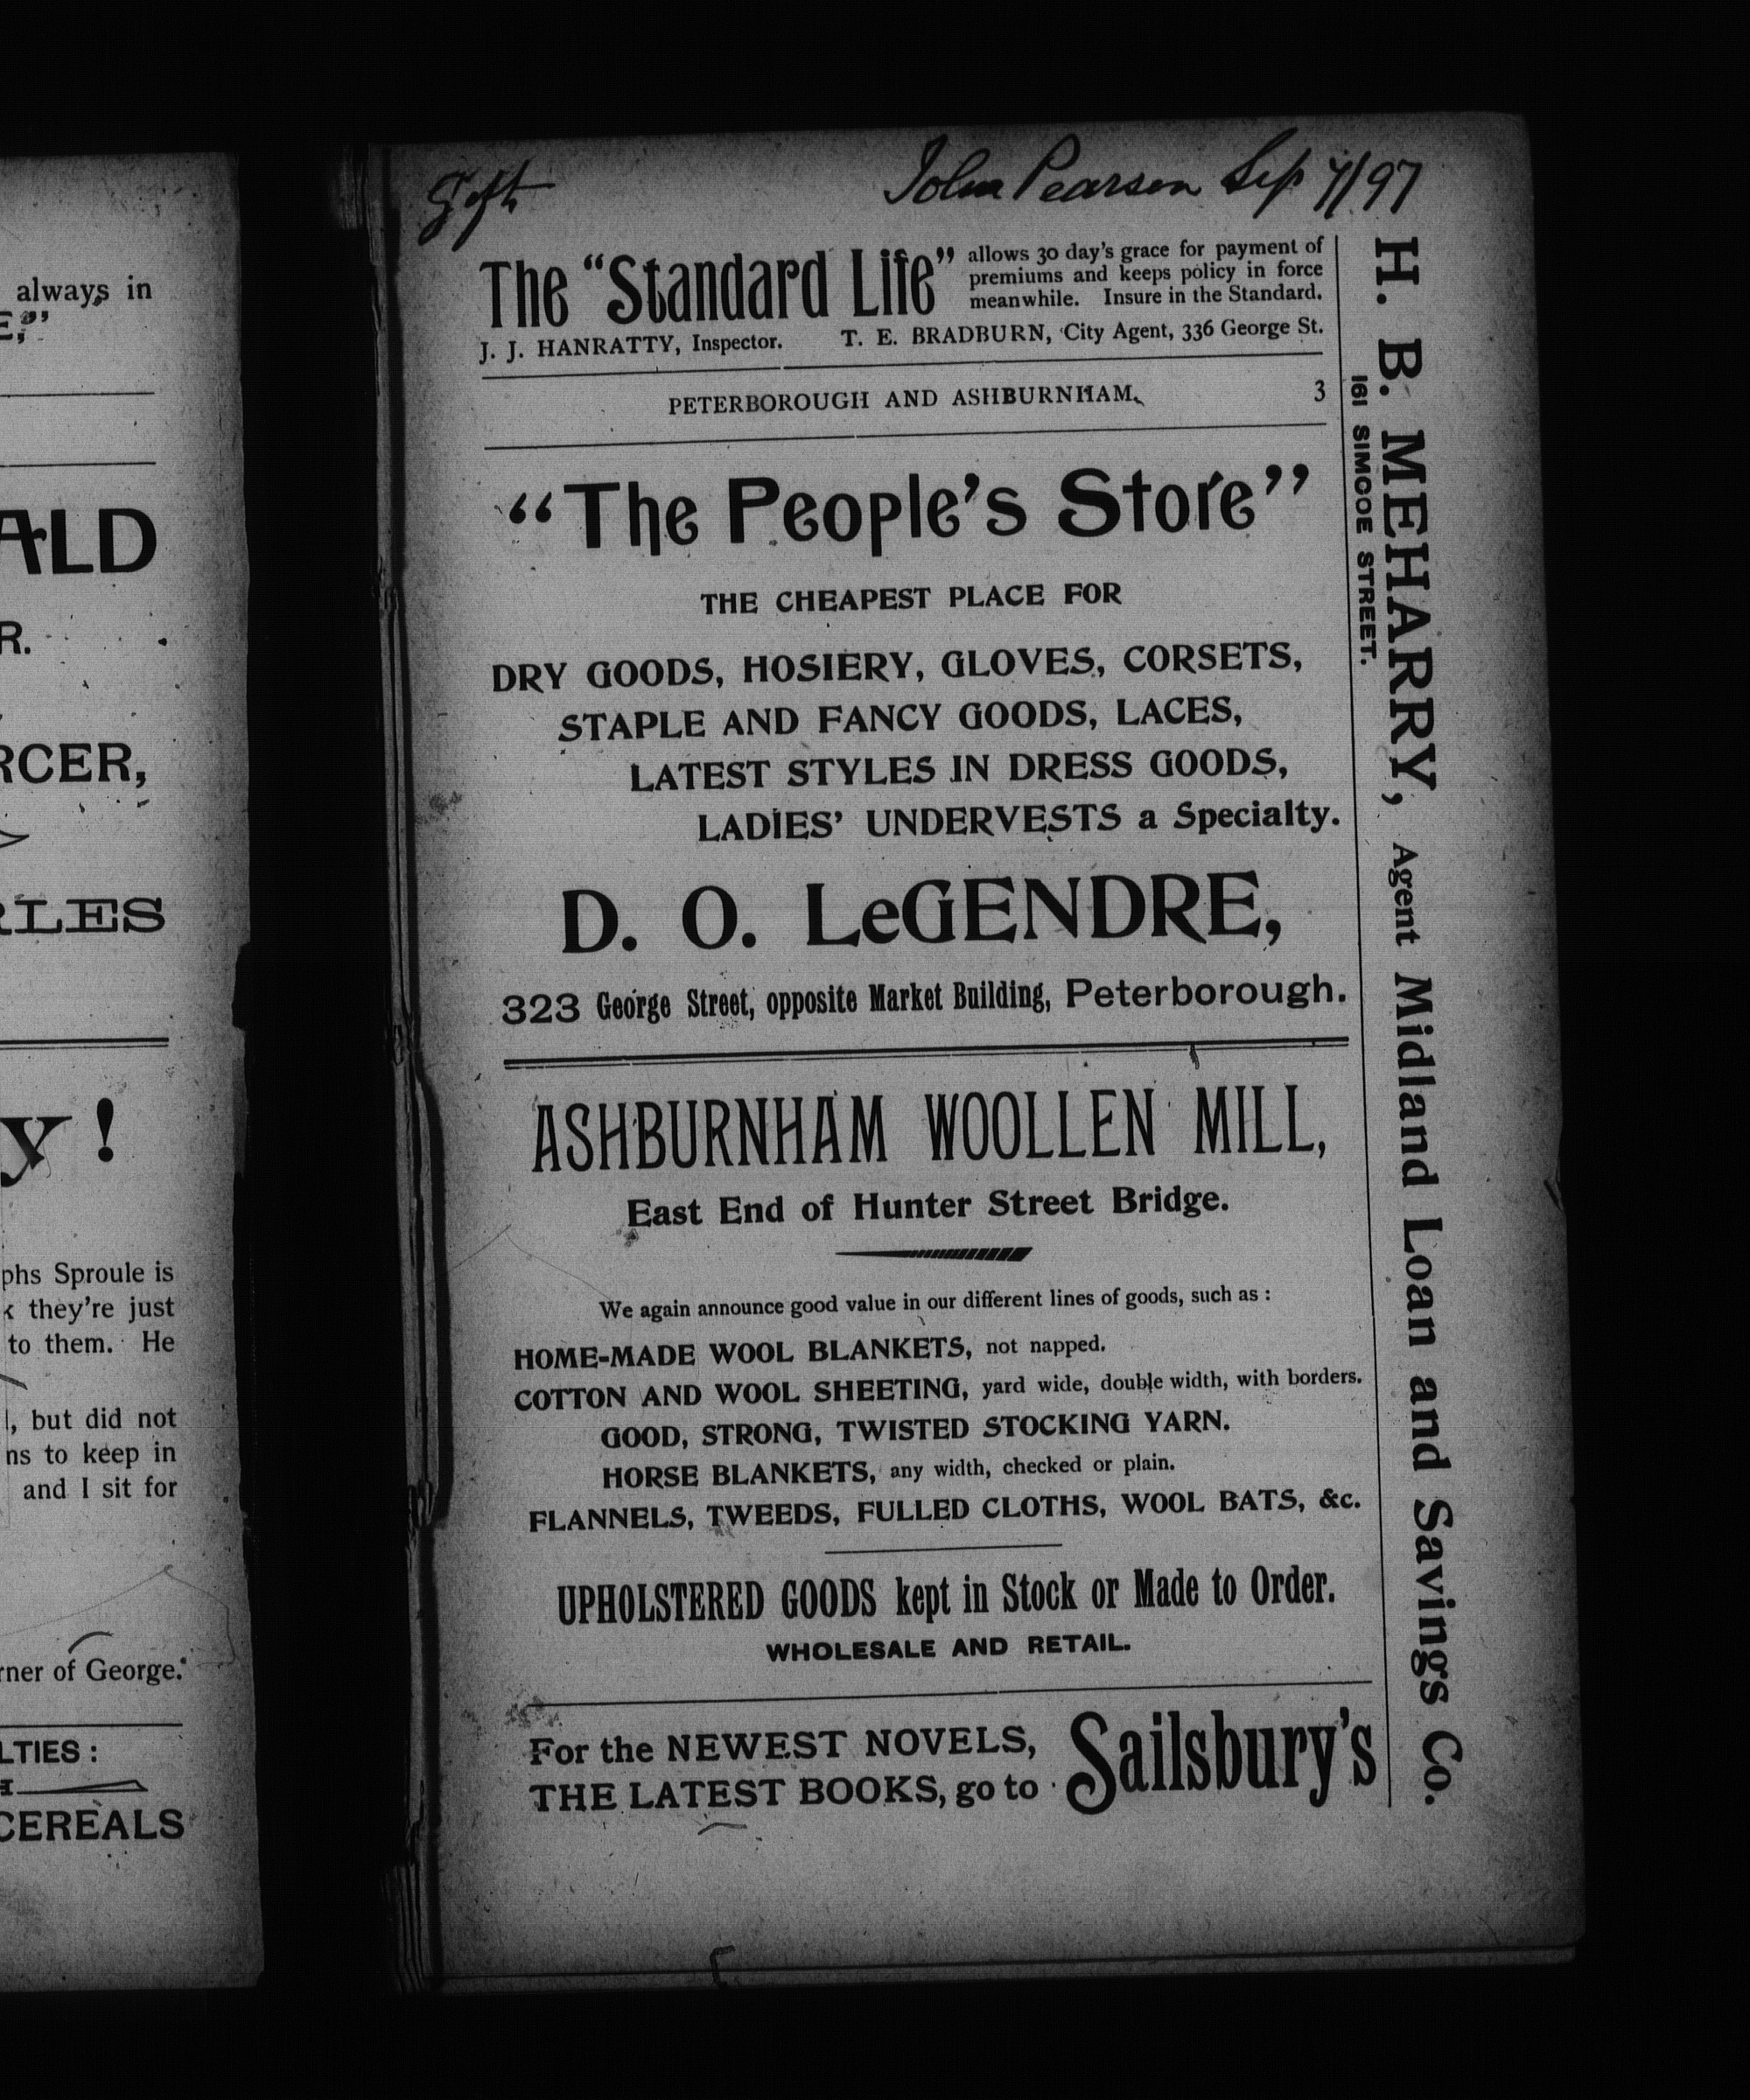 always in
E,”
ALD
R.
RCER,
RLES
y!
phs Sproule is
k they’re just
to them. He
, but did not
ns to keep in
and I sit for
rner of George.
LTIES :
CEREALS
Gift
John Pearson Sep 7/97
The “Standard Life” allows 30 day’s grace for payment of
premiums and keeps policy in force
meanwhile. Insure in the Standard.
J. J. HANRATTY, Inspector. T. E. BRADBURN, City Agent, 336 George St.
PETERBOROUGH AND ASHBURNHAM. 3
“The People’s Store”
THE CHEAPEST PLACE FOR
DRY GOODS, HOSIERY, GLOVES, CORSETS,
STAPLE AND FANCY GOODS, LACES,
LATEST STYLES IN DRESS GOODS,
LADIES’ UNDERVESTS a Specialty.
D. O. LeGENDRE,
323 George Street, opposite Market Building, Peterborough.
ASHBURNHAM WOOLLEN MILL,
East End of Hunter Street Bridge.
We again announce good value in our different lines of goods, such as :
HOME-MADE WOOL BLANKETS, not napped.
COTTON AND WOOL SHEETING, yard wide, double width, with borders.
GOOD, STRONG, TWISTED STOCKING YARN.
HORSE BLANKETS, any width, checked or plain.
FLANNELS, TWEEDS, FULLED CLOTHS, WOOL BATS, &c.
UPHOLSTERED GOODS kept in Stock or Made to Order.
WHOLESALE AND RETAIL.
For the NEWEST NOVELS,
THE LATEST BOOKS, go to Sailsbury’s
H. B. MEHARRY, Agent Midland Loan and Savings Co.
161 SIMCOE STREET.